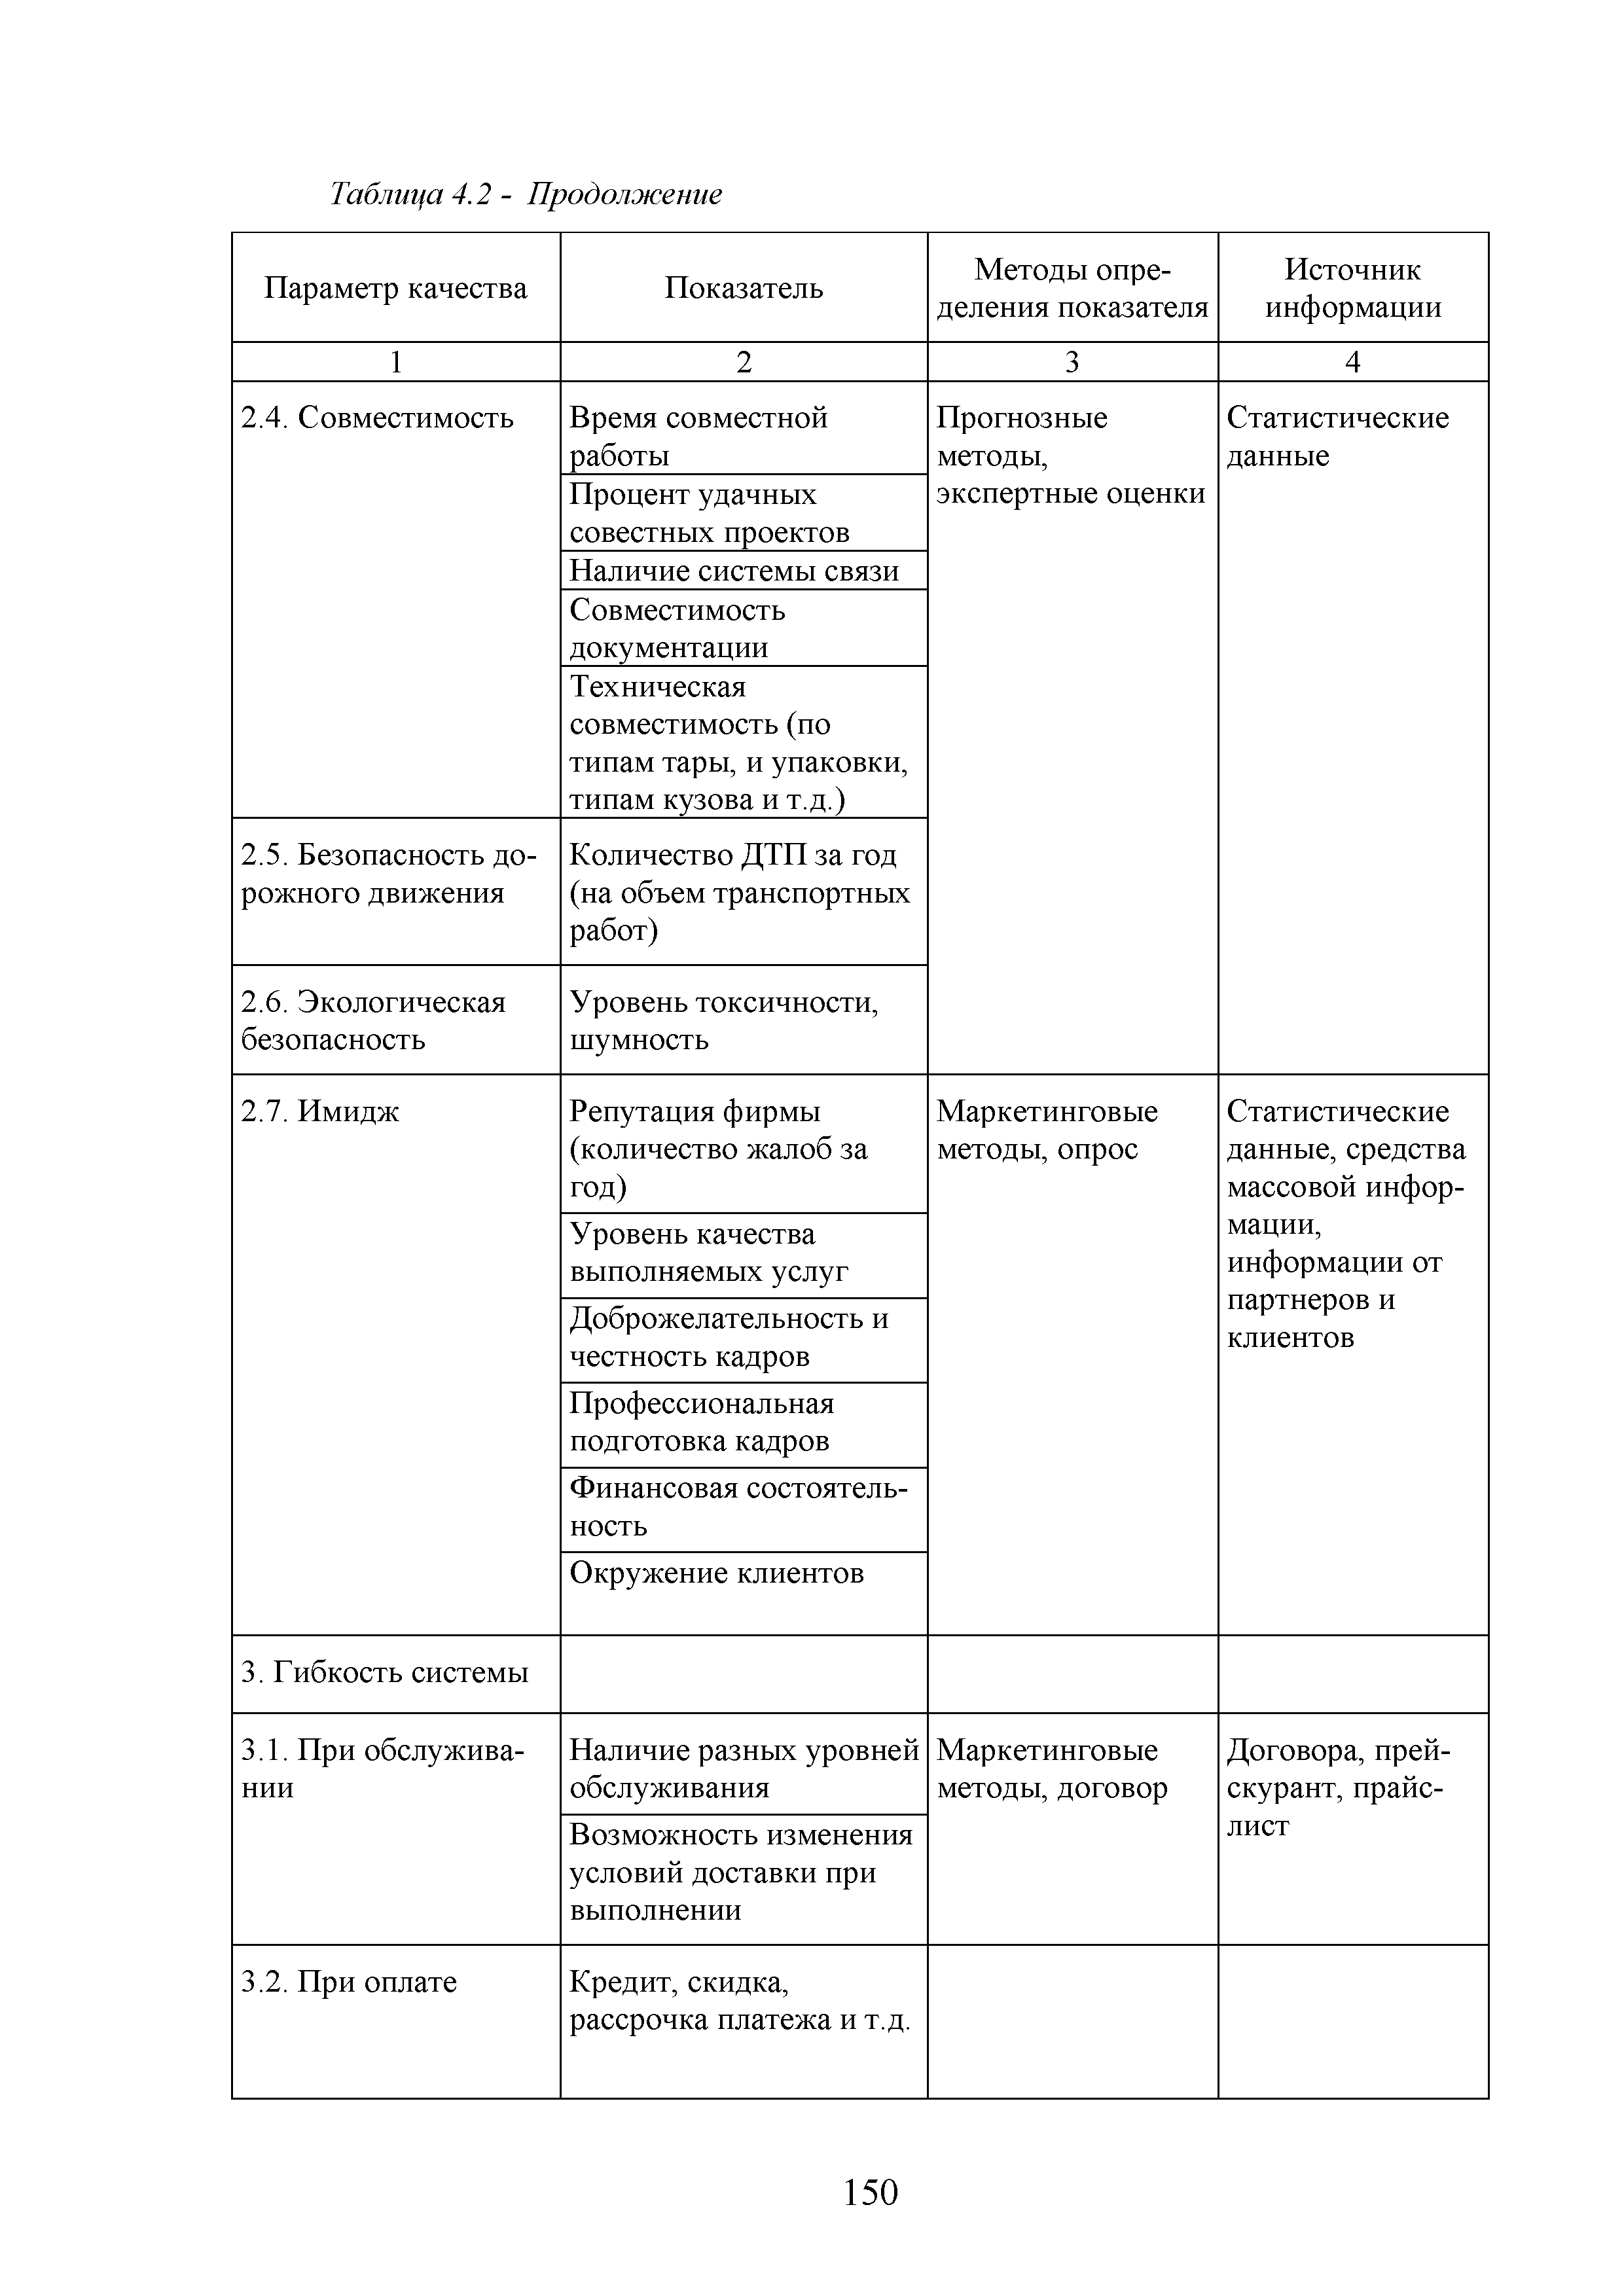 Таблица 4.2 - Продолжение
Параметр качества
Показатель
Методы опре-
деления показателя
Источник
информации
1
2
3
4
2.4. Совместимость
Время совместной
работы
Процент удачных
совестных проектов
Наличие системы связи
Совместимость
документации
Техническая
совместимость (по
типам тары, и упаковки,
типам кузова и т.д.)
Прогнозные
методы,
экспертные оценки
Статистические
данные
2.5. Безопасность до-
рожного движения
Количество ДТП за год
(на объем транспортных
работ)
2.6. Экологическая
безопасность
Уровень токсичности,
шумность
2.7. Имидж
Репутация фирмы
(количество жалоб за
год)
Уровень качества
выполняемых услуг
Доброжелательность и
честность кадров
Профессиональная
подготовка кадров
Финансовая состоятель-
ность
Окружение клиентов
Маркетинговые
методы, опрос
Статистические
данные, средства
массовой инфор-
мации,
информации от
партнеров и
клиентов
3. Гибкость системы
3.1. При обслужива-
нии
Наличие разных уровней
обслуживания
Возможность изменения
условий доставки при
выполнении
Маркетинговые
методы, договор
Договора, прей-
скурант, прайс-
лист
3.2. При оплате
Кредит, скидка,
рассрочка платежа и т.д.
150